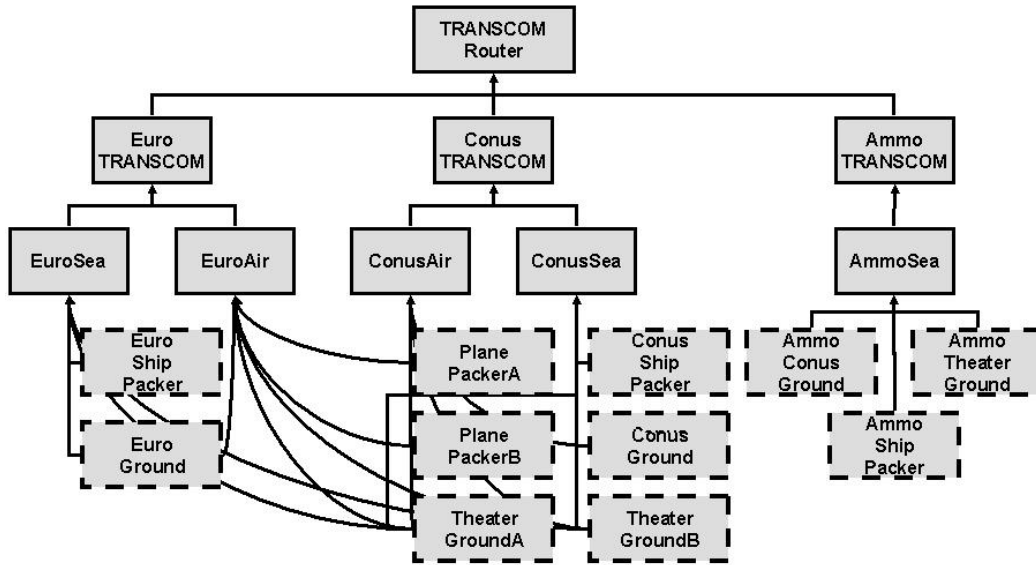 TRANSCOM
Router
Euro
TRANSCOM
Conus
TRANSCOM
Ammo
TRANSCOM
EuroSea
EuroAir
ConusAir
ConusSea
AmmoSea
Euro
Ship
Packer
Plane
PackerA
Conus
Ship
Packer
Ammo
Conus
Ground
Ammo
Theater
Ground
Euro
Ground
Plane
PackerB
Conus
Ground
Ammo
Ship
Packer
Theater
GroundA
Theater
GroundB